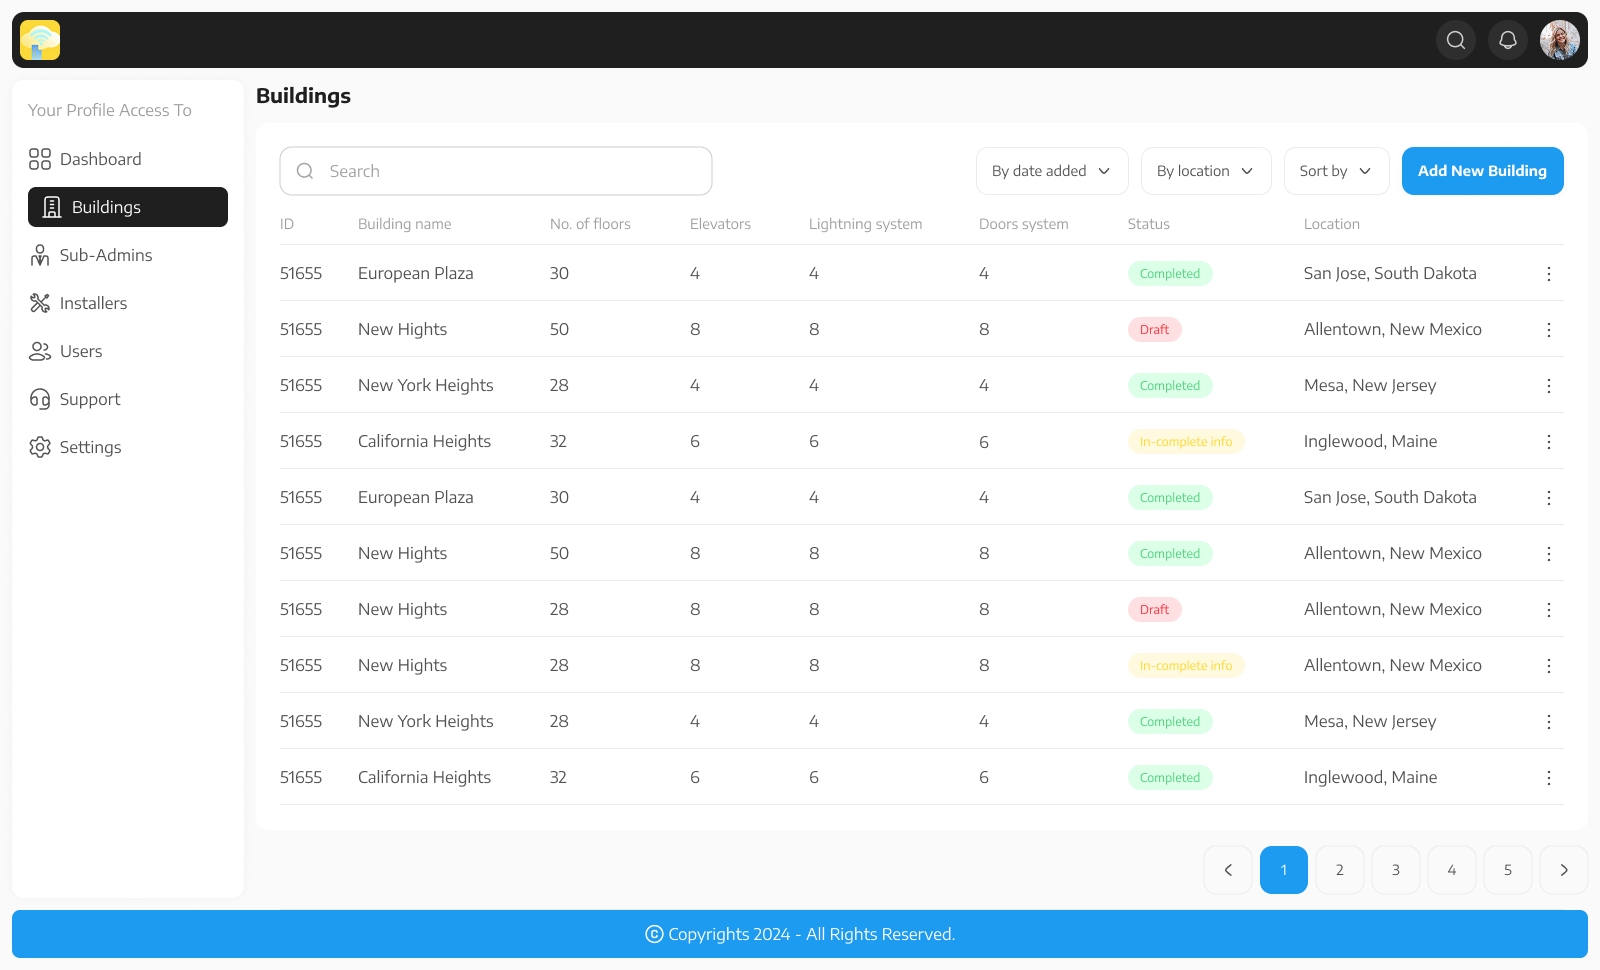 Your Profile Access To
Dashboard
Buildings
Sub-Admins
Installers
Users
Support
Settings
Buildings
Search
By date added
By location
Sort by
Add New Building
ID Building name No. of floors Elevators Lightning system Doors system Status Location
51655 European Plaza 30 4 4 4 Completed San Jose, South Dakota
51655 New Hights 50 8 8 8 Draft Allentown, New Mexico
51655 New York Heights 28 4 4 4 Completed Mesa, New Jersey
51655 California Heights 32 6 6 6 In-complete info Inglewood, Maine
51655 European Plaza 30 4 4 4 Completed San Jose, South Dakota
51655 New Hights 50 8 8 8 Completed Allentown, New Mexico
51655 New Hights 28 8 8 8 Draft Allentown, New Mexico
51655 New Hights 28 8 8 8 In-complete info Allentown, New Mexico
51655 New York Heights 28 4 4 4 Completed Mesa, New Jersey
51655 California Heights 32 6 6 6 Completed Inglewood, Maine
1 2 3 4 5
© Copyrights 2024 - All Rights Reserved.